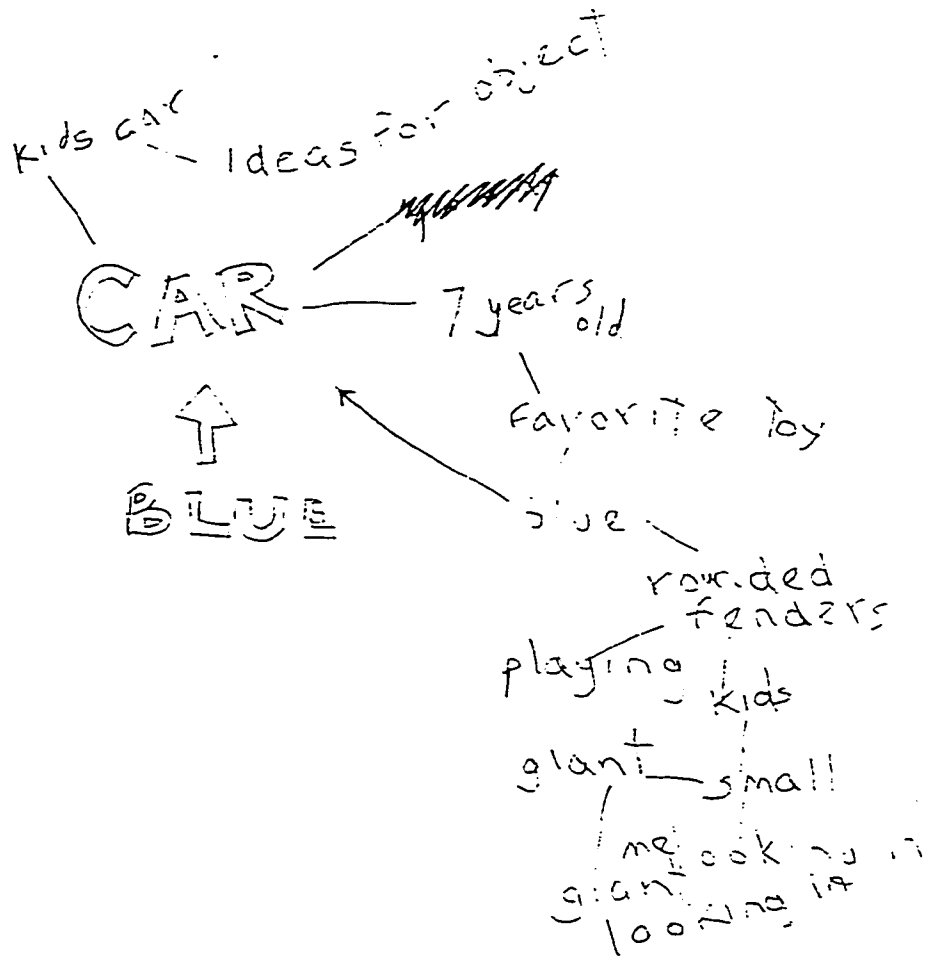 kids car
Ideas for object
CAR
7 years
old
Favorite Toy
BLUE
blue
rounded
fenders
playing
kids
giant
small
me looking in
giant
looking in